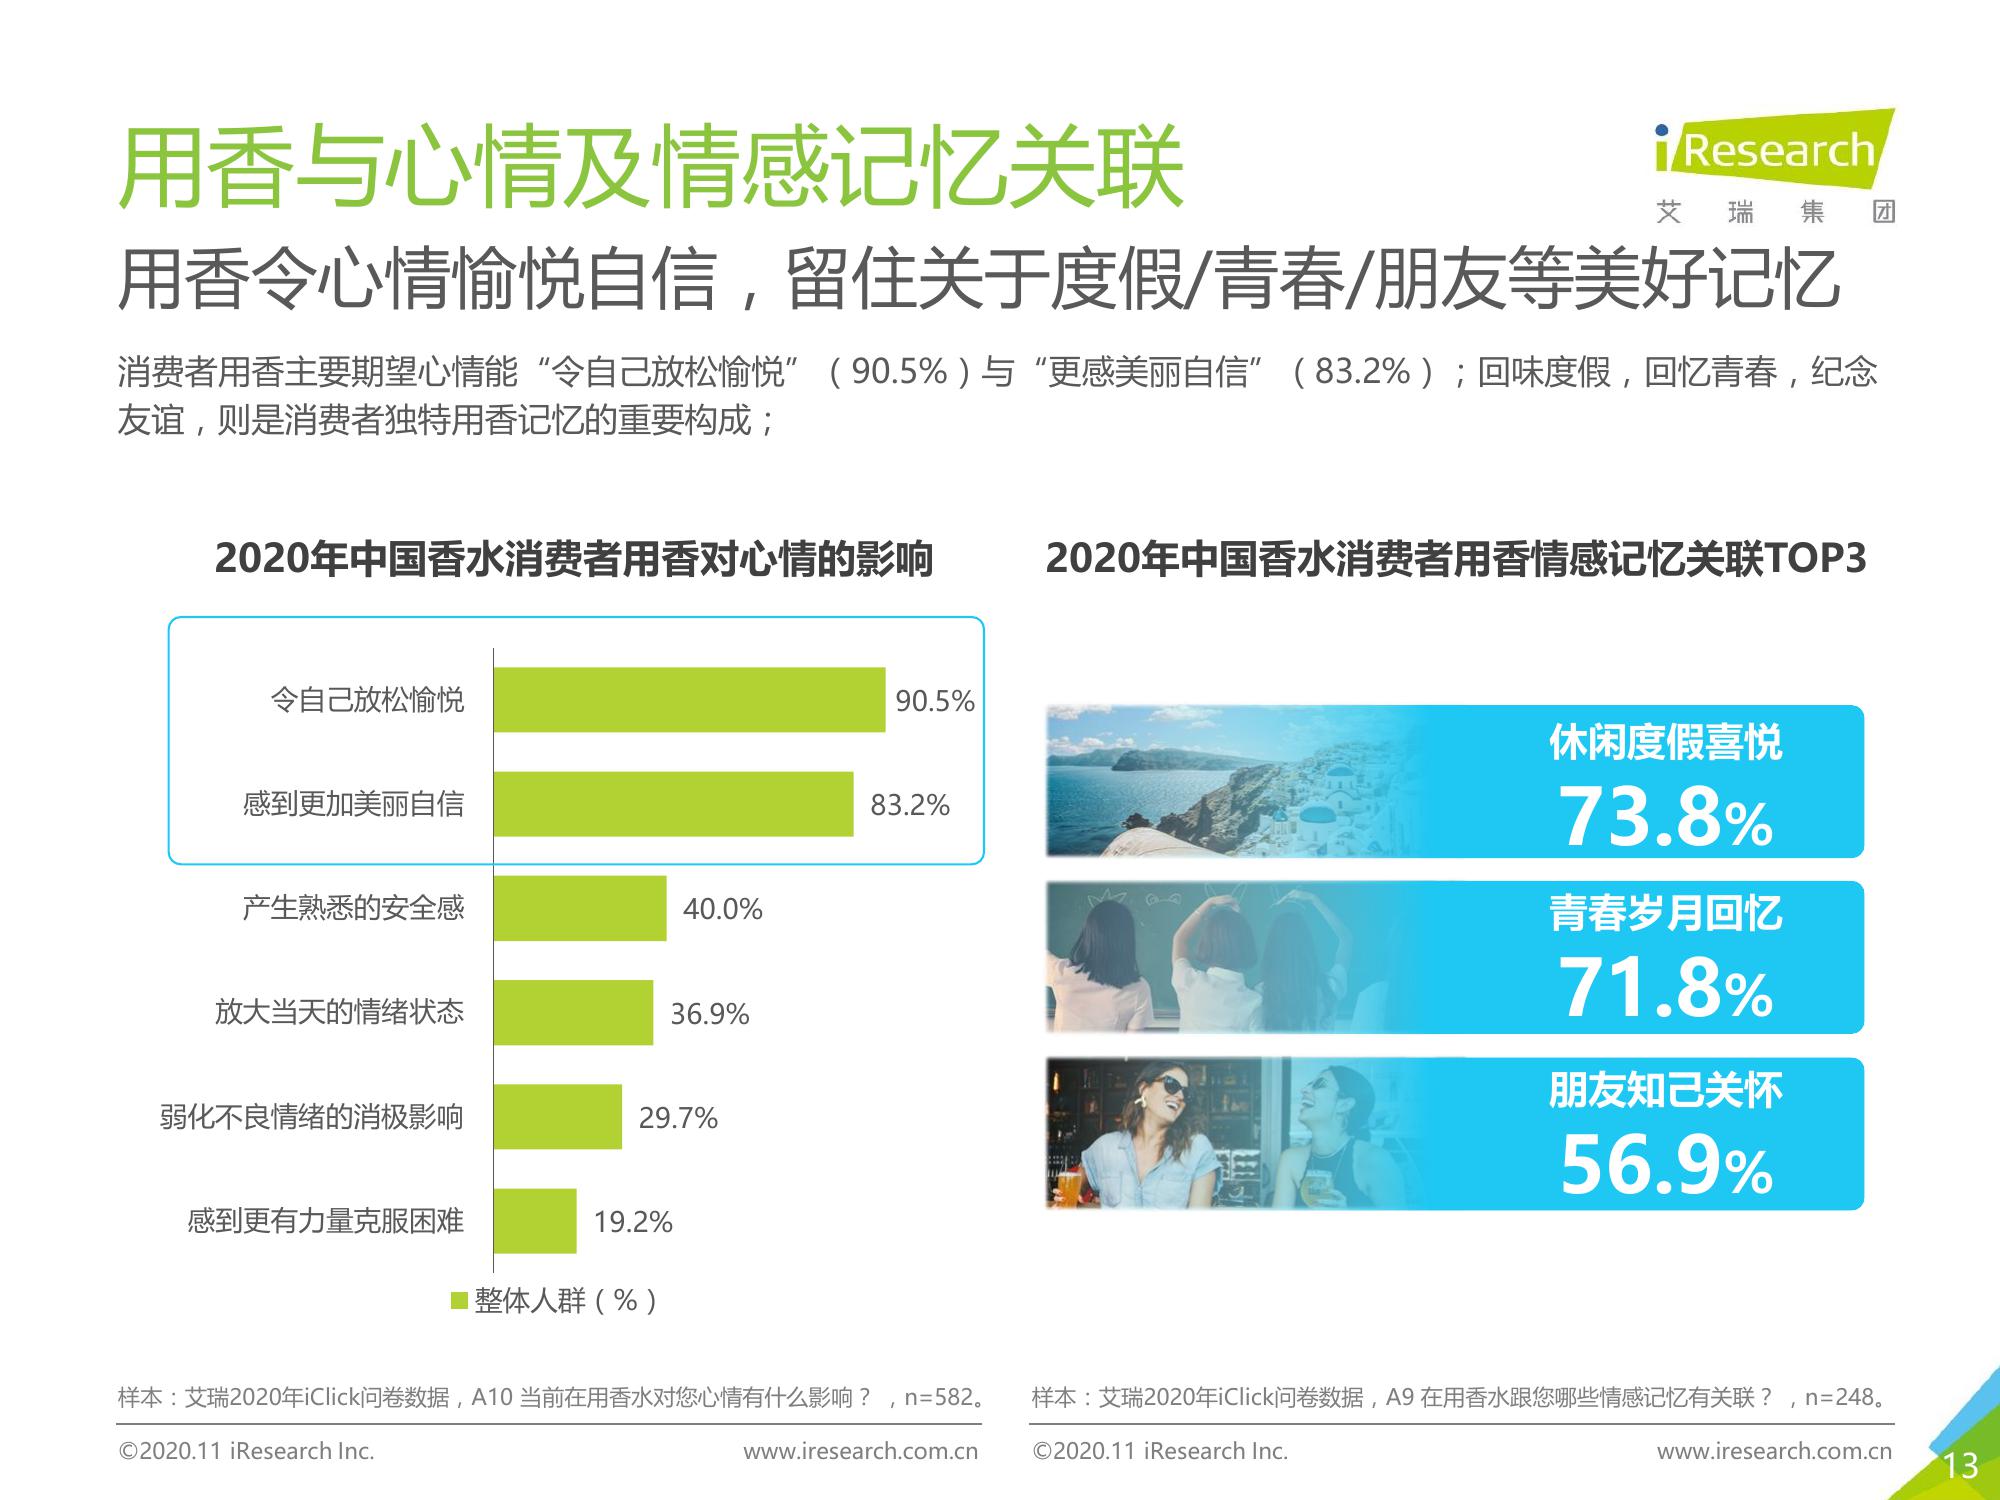 用香与心情及情感记忆关联
iResearch
艾瑞集团
用香令心情愉悦自信，留住关于度假/青春/朋友等美好记忆
消费者用香主要期望心情能“令自己放松愉悦”（90.5%）与“更感美丽自信”（83.2%）；回味度假，回忆青春，纪念
友谊，则是消费者独特用香记忆的重要构成；
2020年中国香水消费者用香对心情的影响
令自己放松愉悦 90.5%
感到更加美丽自信 83.2%
产生熟悉的安全感 40.0%
放大当天的情绪状态 36.9%
弱化不良情绪的消极影响 29.7%
感到更有力量克服困难 19.2%
整体人群（%）
2020年中国香水消费者用香情感记忆关联TOP3
休闲度假喜悦
73.8%
青春岁月回忆
71.8%
朋友知己关怀
56.9%
样本：艾瑞2020年iClick问卷数据，A10 当前在用香水对您心情有什么影响？ ，n=582。
©2020.11 iResearch Inc. www.iresearch.com.cn
样本：艾瑞2020年iClick问卷数据，A9 在用香水跟您哪些情感记忆有关联？ ，n=248。
©2020.11 iResearch Inc. www.iresearch.com.cn
13